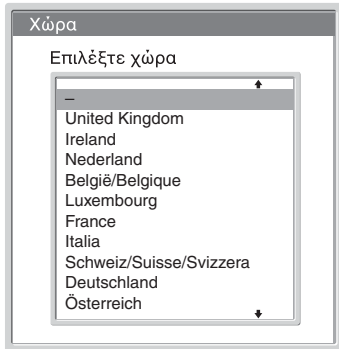 Χώρα
Επιλέξτε χώρα
–
United Kingdom
Ireland
Nederland
België/Belgique
Luxembourg
France
Italia
Schweiz/Suisse/Svizzera
Deutschland
Österreich